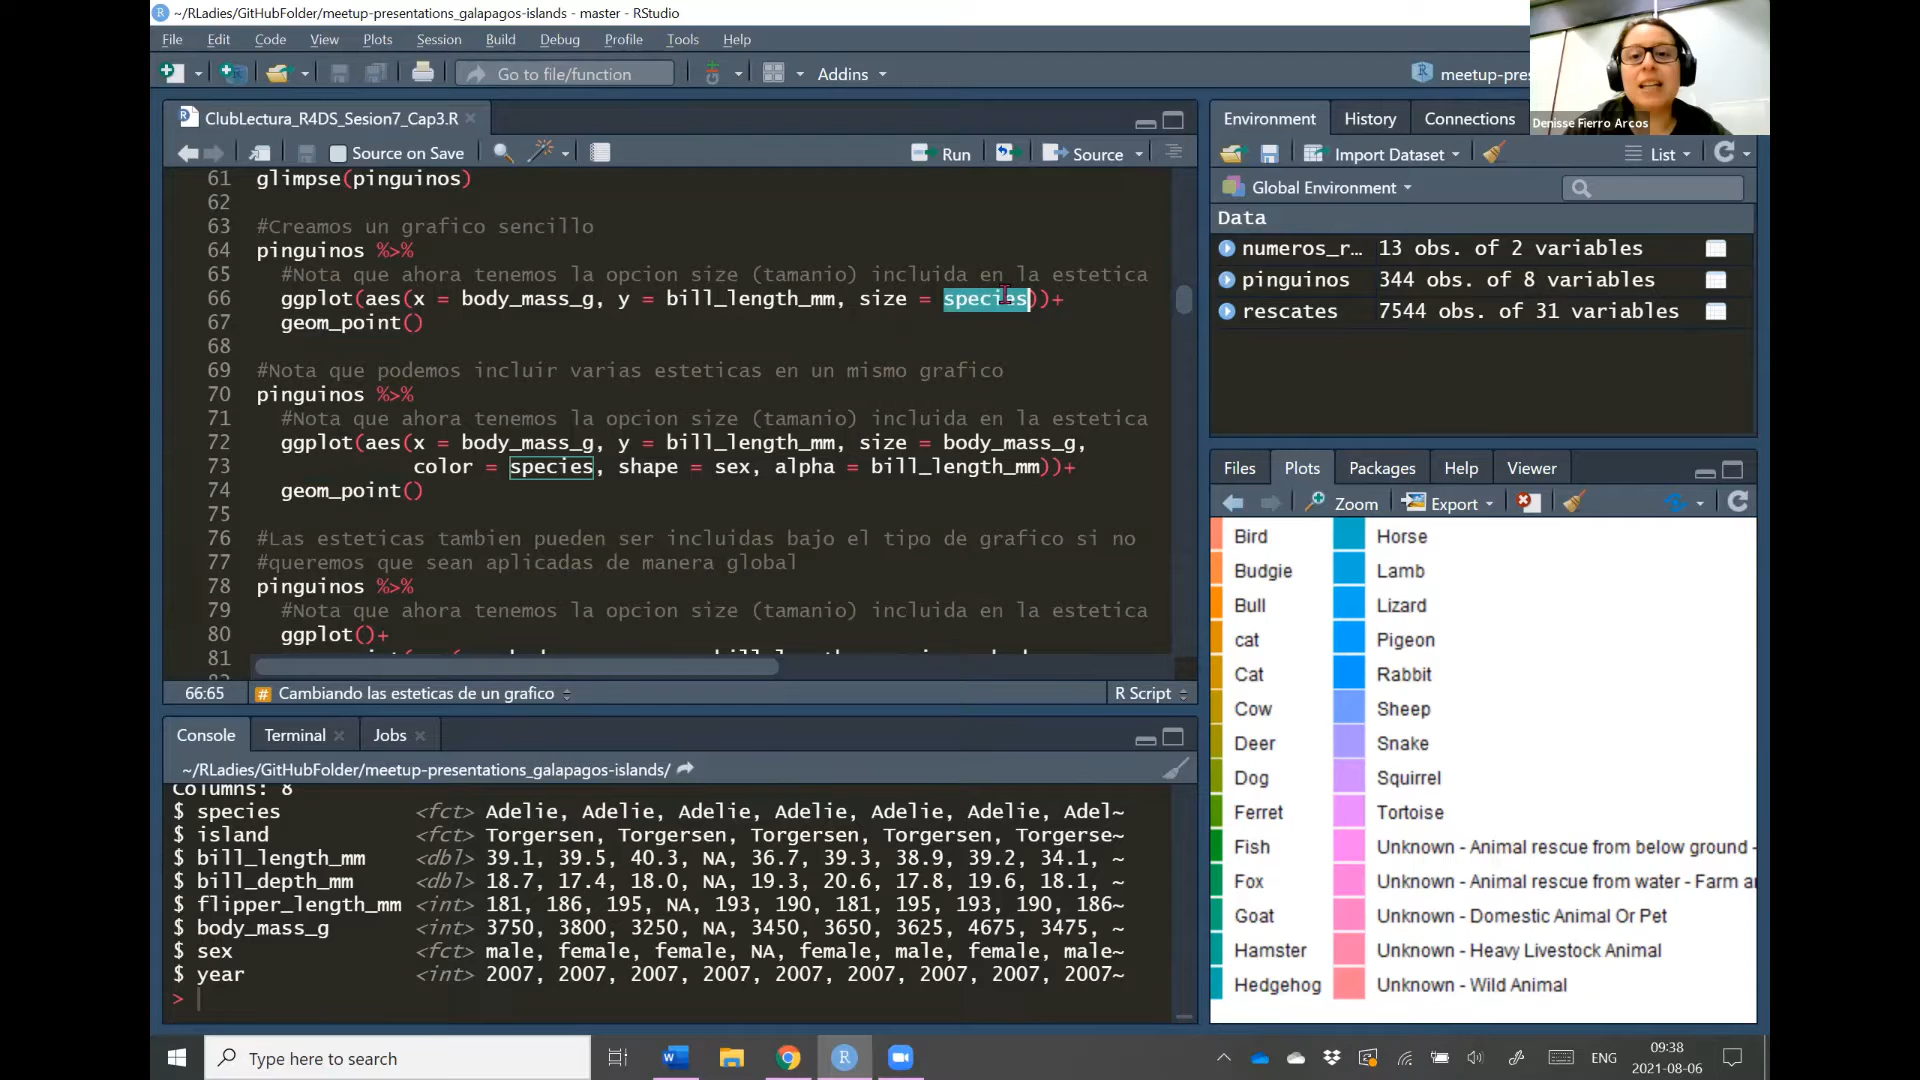 ~/RLadies/GitHubFolder/meetup-presentations_galapagos-islands - master - RStudio
File Edit Code View Plots Session Build Debug Profile Tools Help
Go to file/function
Addins
meetup-pres
Denisse Fierro Arcos
ClubLectura_R4DS_Sesion7_Cap3.R
Source on Save
Run
Source
61 glimpse(pinguinos)
62
63 #Creamos un grafico sencillo
64 pinguinos %>%
65 #Nota que ahora tenemos la opcion size (tamanio) incluida en la estetica
66 ggplot(aes(x = body_mass_g, y = bill_length_mm, size = species))+
67 geom_point()
68
69 #Nota que podemos incluir varias esteticas en un mismo grafico
70 pinguinos %>%
71 #Nota que ahora tenemos la opcion size (tamanio) incluida en la estetica
72 ggplot(aes(x = body_mass_g, y = bill_length_mm, size = body_mass_g,
73 color = species, shape = sex, alpha = bill_length_mm))+
74 geom_point()
75
76 #Las esteticas tambien pueden ser incluidas bajo el tipo de grafico si no
77 #queremos que sean aplicadas de manera global
78 pinguinos %>%
79 #Nota que ahora tenemos la opcion size (tamanio) incluida en la estetica
80 ggplot()+
81
66:65
# Cambiando las esteticas de un grafico
R Script
Console Terminal Jobs
~/RLadies/GitHubFolder/meetup-presentations_galapagos-islands/
Columns: 8
$ species <fct> Adelie, Adelie, Adelie, Adelie, Adelie, Adelie, Adel~
$ island <fct> Torgersen, Torgersen, Torgersen, Torgersen, Torgerse~
$ bill_length_mm <dbl> 39.1, 39.5, 40.3, NA, 36.7, 39.3, 38.9, 39.2, 34.1, ~
$ bill_depth_mm <dbl> 18.7, 17.4, 18.0, NA, 19.3, 20.6, 17.8, 19.6, 18.1, ~
$ flipper_length_mm <int> 181, 186, 195, NA, 193, 190, 181, 195, 193, 190, 186~
$ body_mass_g <int> 3750, 3800, 3250, NA, 3450, 3650, 3625, 4675, 3475, ~
$ sex <fct> male, female, female, NA, female, male, female, male~
$ year <int> 2007, 2007, 2007, 2007, 2007, 2007, 2007, 2007, 2007~
>
Environment History Connections
Import Dataset
List
Global Environment
Data
numeros_r... 13 obs. of 2 variables
pinguinos 344 obs. of 8 variables
rescates 7544 obs. of 31 variables
Files Plots Packages Help Viewer
Zoom Export
Bird Horse
Budgie Lamb
Bull Lizard
cat Pigeon
Cat Rabbit
Cow Sheep
Deer Snake
Dog Squirrel
Ferret Tortoise
Fish Unknown - Animal rescue from below ground -
Fox Unknown - Animal rescue from water - Farm an
Goat Unknown - Domestic Animal Or Pet
Hamster Unknown - Heavy Livestock Animal
Hedgehog Unknown - Wild Animal
Type here to search
ENG
09:38
2021-08-06